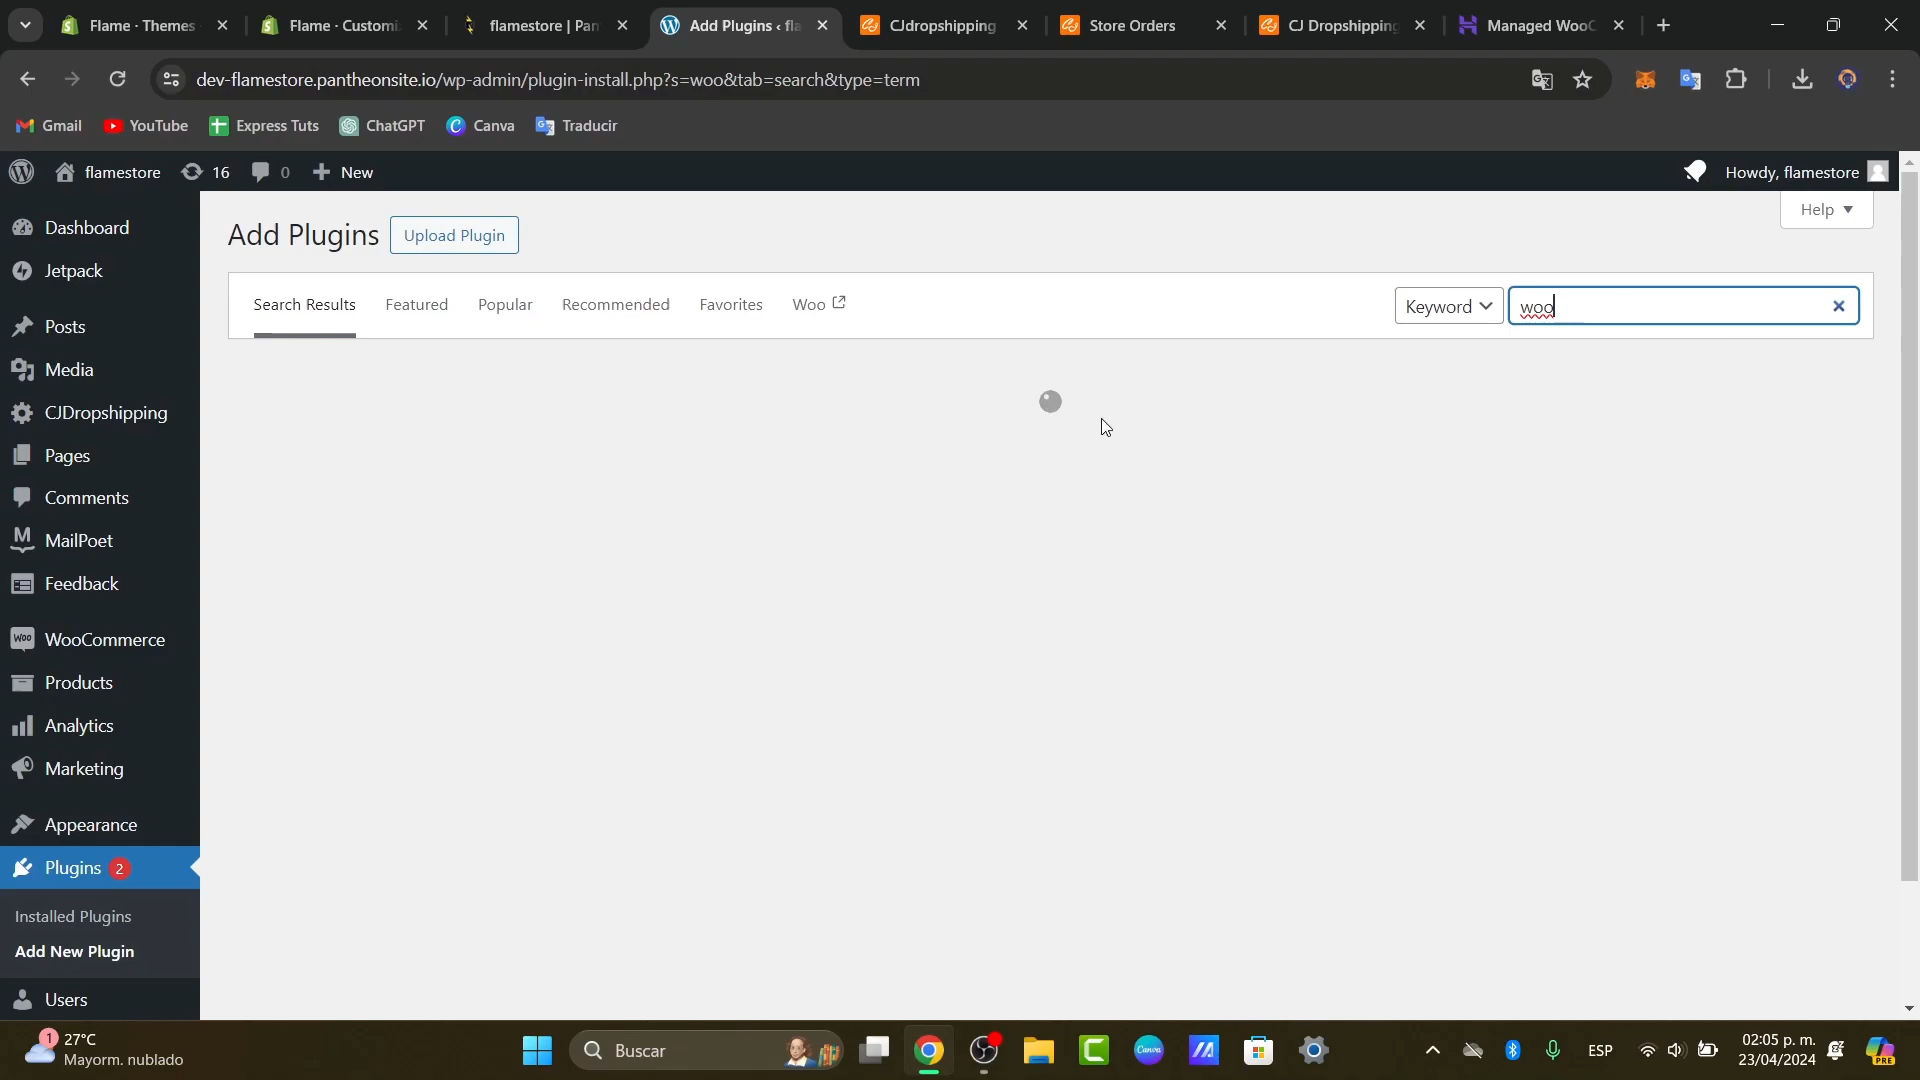 Flame · Themes
Flame · Customi
flamestore | Pan
Add Plugins ‹ fla
CJdropshipping
Store Orders
CJ Dropshipping
Managed WooC
dev-flamestore.pantheonsite.io/wp-admin/plugin-install.php?s=woo&tab=search&type=term
Gmail
YouTube
Express Tuts
ChatGPT
Canva
Traducir
flamestore
16
0
New
Howdy, flamestore
Dashboard
Jetpack
Posts
Media
CJDropshipping
Pages
Comments
MailPoet
Feedback
Woo
WooCommerce
Products
Analytics
Marketing
Appearance
Plugins 2
Installed Plugins
Add New Plugin
Users
Add Plugins
Upload Plugin
Help
Search Results
Featured
Popular
Recommended
Favorites
Woo
Keyword
woo
1
27°C
Mayorm. nublado
Buscar
Canva
ESP
02:05 p. m.
23/04/2024
PRE